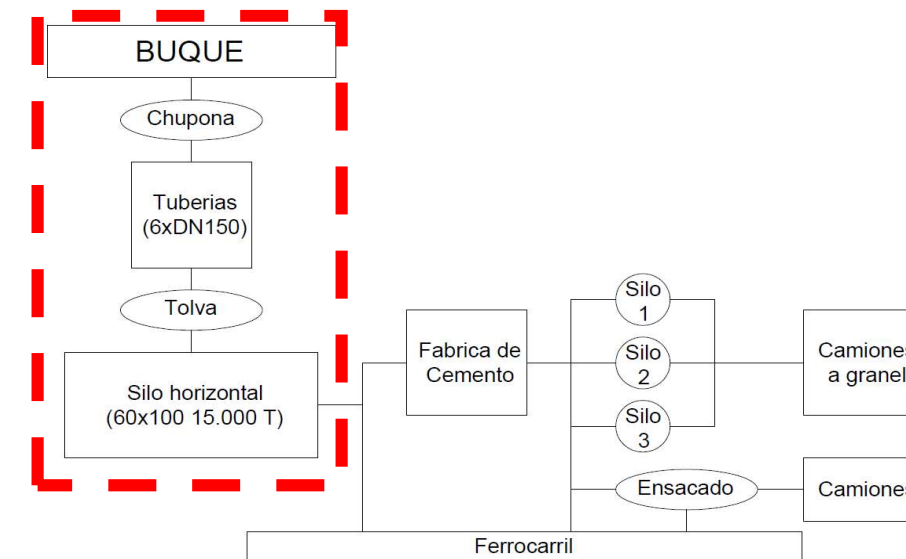 BUQUE
Chupona
Tuberias
(6xDN150)
Tolva
Silo horizontal
(60x100 15.000 T)
Fabrica de
Cemento
Silo
1
Silo
2
Silo
3
Ensacado
Camiones
a granel
Camiones
Ferrocarril